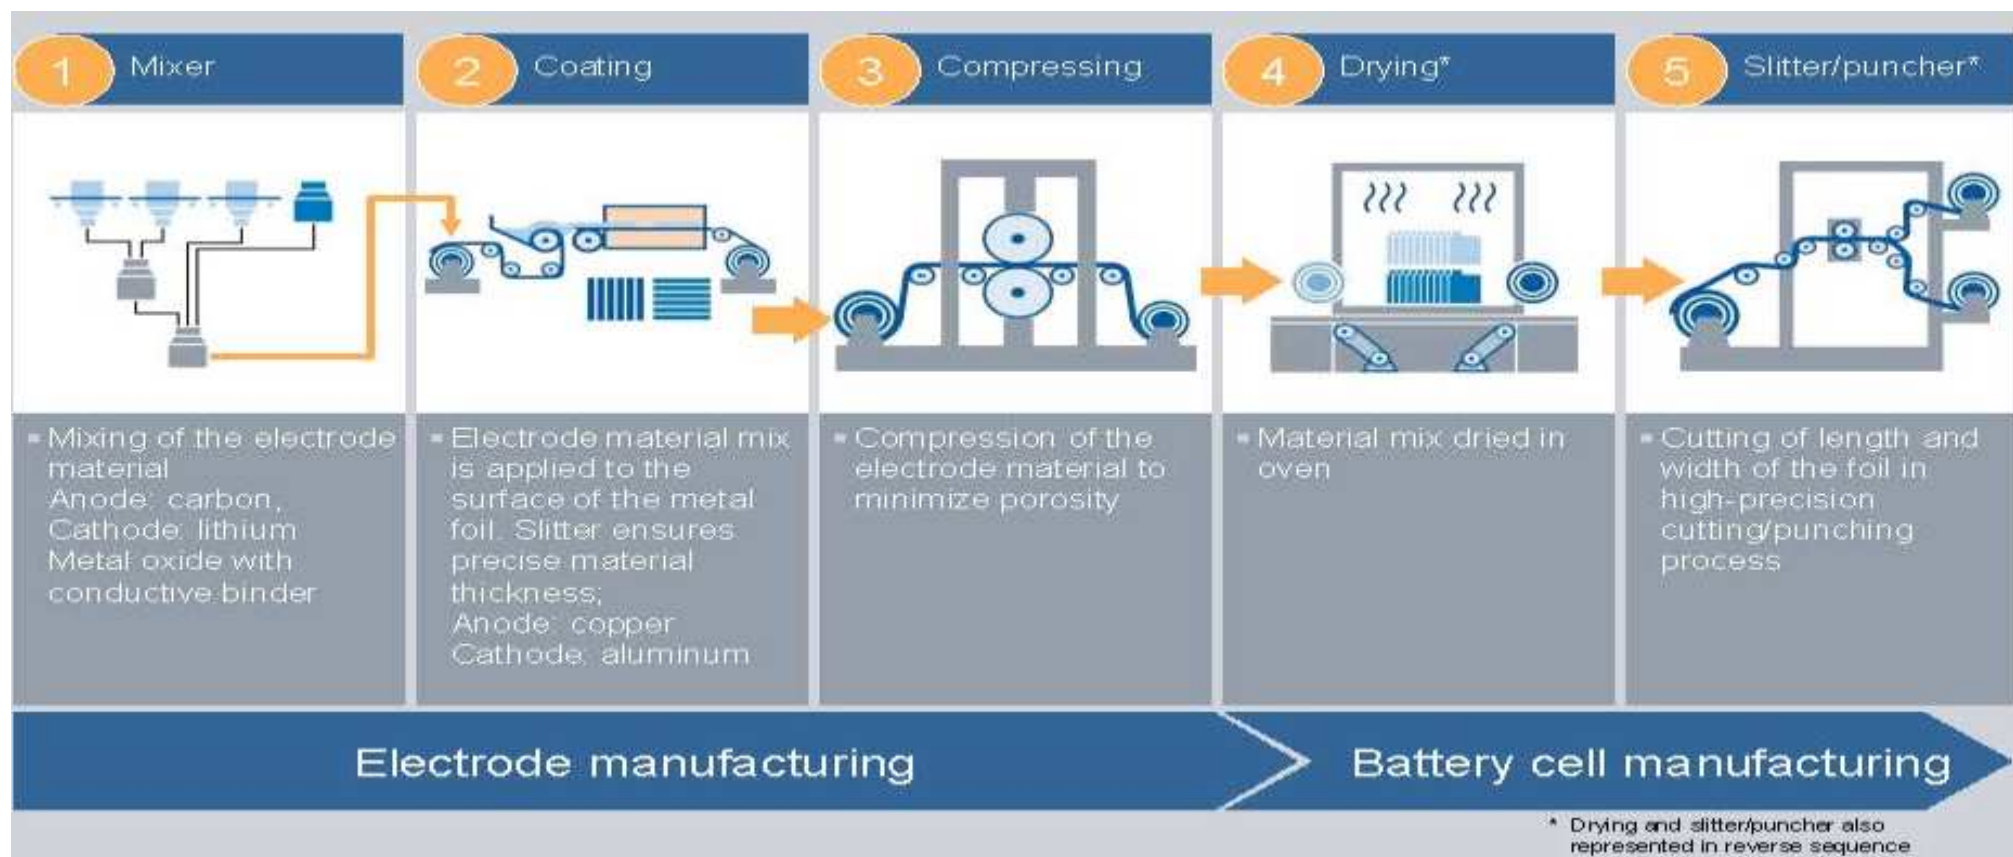 1 Mixer
2 Coating
3 Compressing
4 Drying*
5 Slitter/puncher*
▪ Mixing of the electrode
material
Anode: carbon,
Cathode: lithium
Metal oxide with
conductive binder
▪ Electrode material mix
is applied to the
surface of the metal
foil. Slitter ensures
precise material
thickness;
Anode: copper
Cathode: aluminum
▪ Compression of the
electrode material to
minimize porosity
▪ Material mix dried in
oven
▪ Cutting of length and
width of the foil in
high-precision
cutting/punching
process
Electrode manufacturing
Battery cell manufacturing
* Drying and slitter/puncher also
represented in reverse sequence